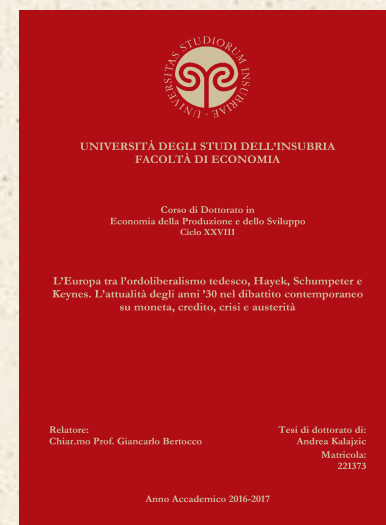 UNIVERSITAS STUDIORUM INSUBRIAE
UNIVERSITÀ DEGLI STUDI DELL'INSUBRIA
FACOLTÀ DI ECONOMIA
Corso di Dottorato in
Economia della Produzione e dello Sviluppo
Ciclo XXVIII
L'Europa tra l'ordoliberalismo tedesco, Hayek, Schumpeter e
Keynes. L'attualità degli anni '30 nel dibattito contemporaneo
su moneta, credito, crisi e austerità
Relatore:
Chiar.mo Prof. Giancarlo Bertocco
Tesi di dottorato di:
Andrea Kalajzic
Matricola:
221373
Anno Accademico 2016-2017